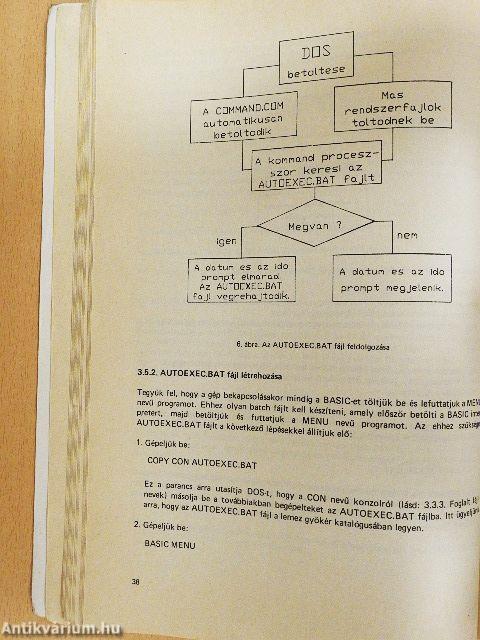 DOS
betoltese
A COMMAND.COM
automatikusan
betoltodik
Mas
rendszerfajlok
toltodnek be
A kommand procesz-
szor keresi az
AUTOEXEC.BAT fajlt
Megvan ?
igen
nem
A datum es az ido
prompt elmarad.
Az AUTOEXEC.BAT
fajl vegrehajtodik.
A datum es az ido
prompt megjelenik.
6. ábra. Az AUTOEXEC.BAT fájl feldolgozása
3.5.2. AUTOEXEC.BAT fájl létrehozása
Tegyük fel, hogy a gép bekapcsolásakor mindig a BASIC-et töltjük be és lefuttatjuk a MENU
nevű programot. Ehhez olyan batch fájlt kell készíteni, amely először betölti a BASIC
pretert, majd betöltjük és futtatjuk a MENU nevű programot. Az ehhez
AUTOEXEC.BAT fájlt a következő lépésekkel állítjuk elő:
1. Gépeljük be:
COPY CON AUTOEXEC.BAT
Ez a parancs arra utasítja DOS-t, hogy a CON nevű konzolról (lásd: 3.3.3. Foglalt
nevek) másolja be a továbbiakban begépelteket az AUTOEXEC.BAT fájlba. Itt
arra, hogy az AUTOEXEC.BAT fájl a lemez gyökér katalógusában legyen.
2. Gépeljük be:
BASIC MENU
38
Antikvárium.hu